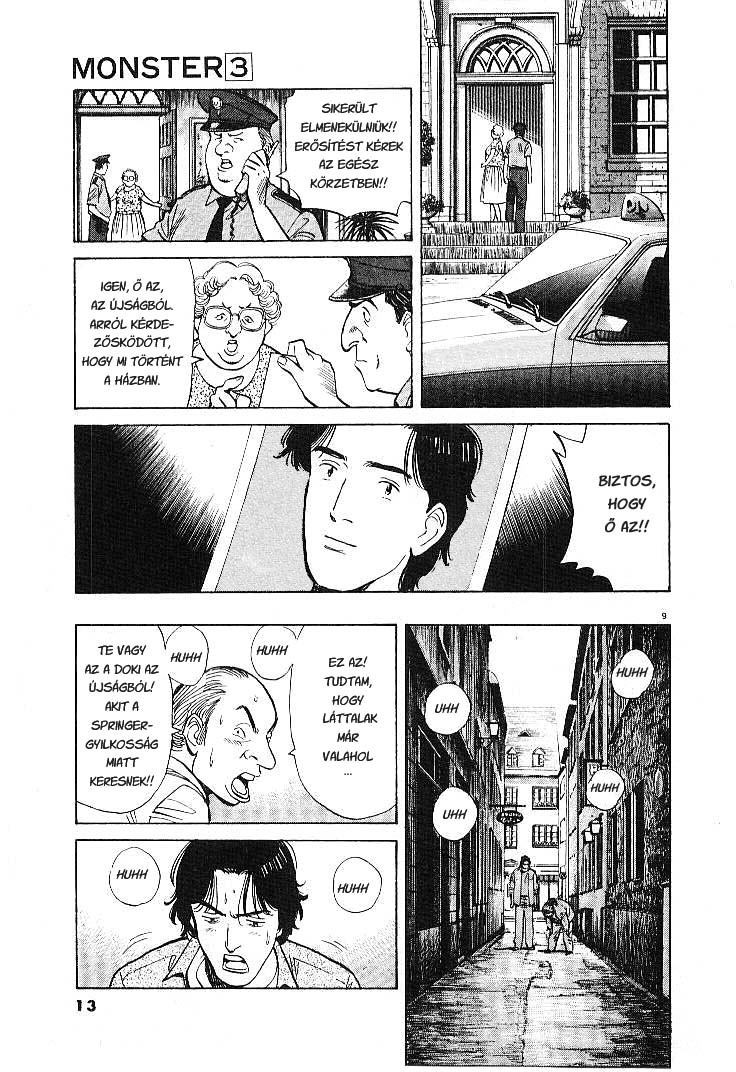 MONSTER 3
SIKERÜLT
ELMENEKÜLNIÜK!!
ERŐSÍTÉST KÉREK
AZ EGÉSZ
KÖRZETBEN!!
IGEN, Ő AZ,
AZ ÚJSÁGBÓL.
ARRÓL KÉRDE-
ZŐSKÖDÖTT,
HOGY MI TÖRTÉNT
A HÁZBAN.
BIZTOS,
HOGY
Ő AZ!!
9
HUHH
UHH
HUHH
UHH
EZ AZ!
TUDTAM,
HOGY
LÁTTALAK
MÁR
VALAHOL
...
HUHH
HUHH
TE VAGY
AZ A DOKI AZ
ÚJSÁGBÓL!
AKIT A
SPRINGER-
GYILKOSSÁG
MIATT
KERESNEK!!
HUHH
HUHH
13